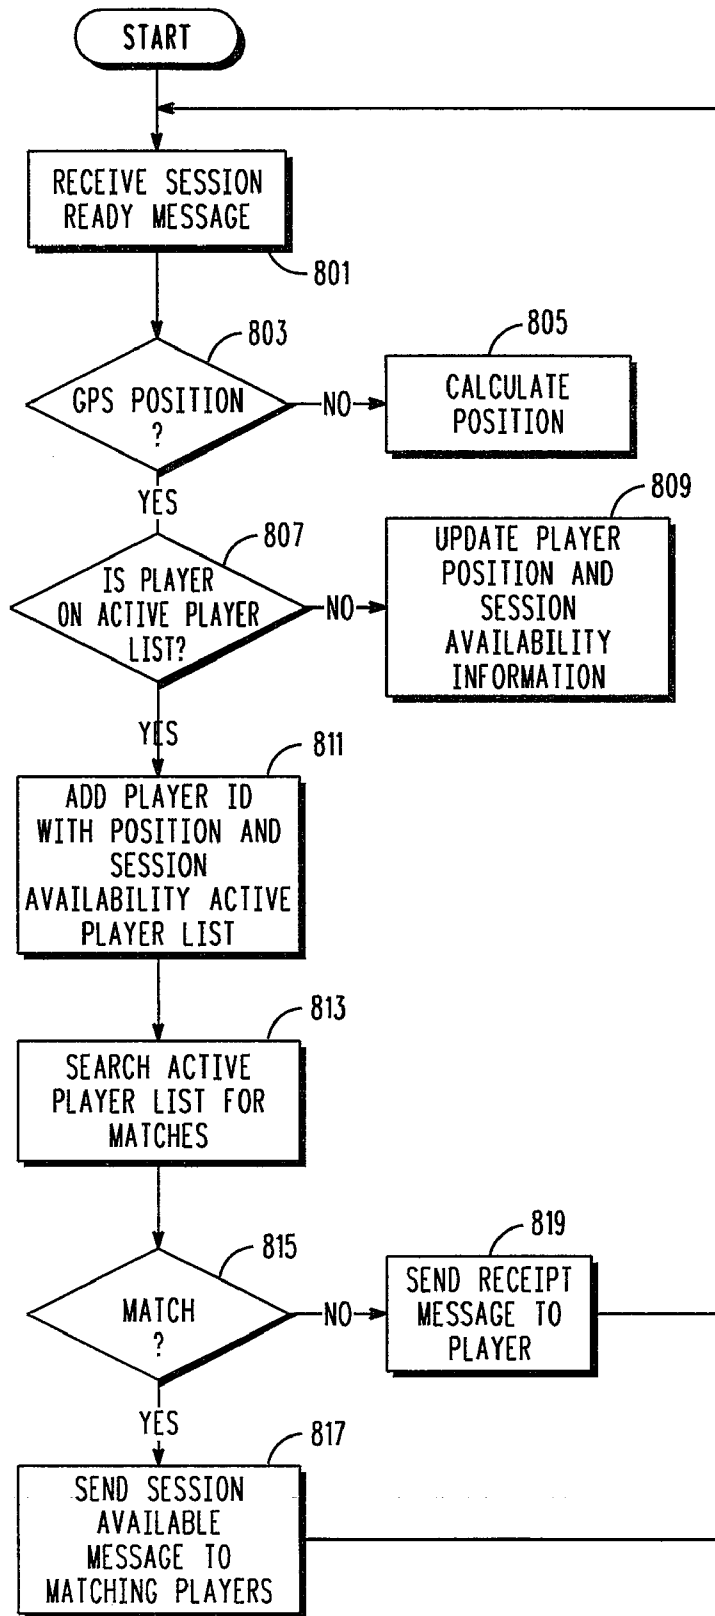 START
RECEIVE SESSION
READY MESSAGE
801
803
GPS POSITION
?
NO
805
CALCULATE
POSITION
YES
807
IS PLAYER
ON ACTIVE PLAYER
LIST?
NO
809
UPDATE PLAYER
POSITION AND
SESSION
AVAILABILITY
INFORMATION
YES
811
ADD PLAYER ID
WITH POSITION AND
SESSION
AVAILABILITY ACTIVE
PLAYER LIST
813
SEARCH ACTIVE
PLAYER LIST FOR
MATCHES
815
MATCH
?
NO
819
SEND RECEIPT
MESSAGE TO
PLAYER
YES
817
SEND SESSION
AVAILABLE
MESSAGE TO
MATCHING PLAYERS